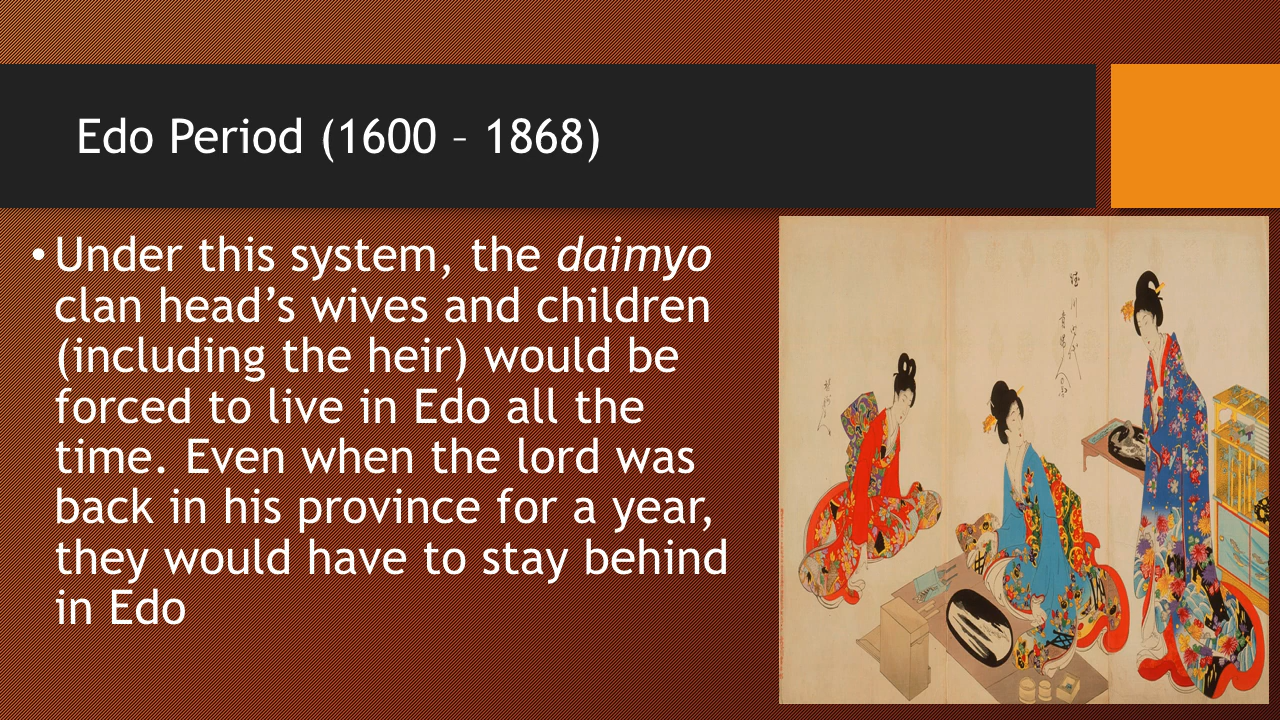 Edo Period (1600 – 1868)
• Under this system, the daimyo
clan head’s wives and children
(including the heir) would be
forced to live in Edo all the
time. Even when the lord was
back in his province for a year,
they would have to stay behind
in Edo